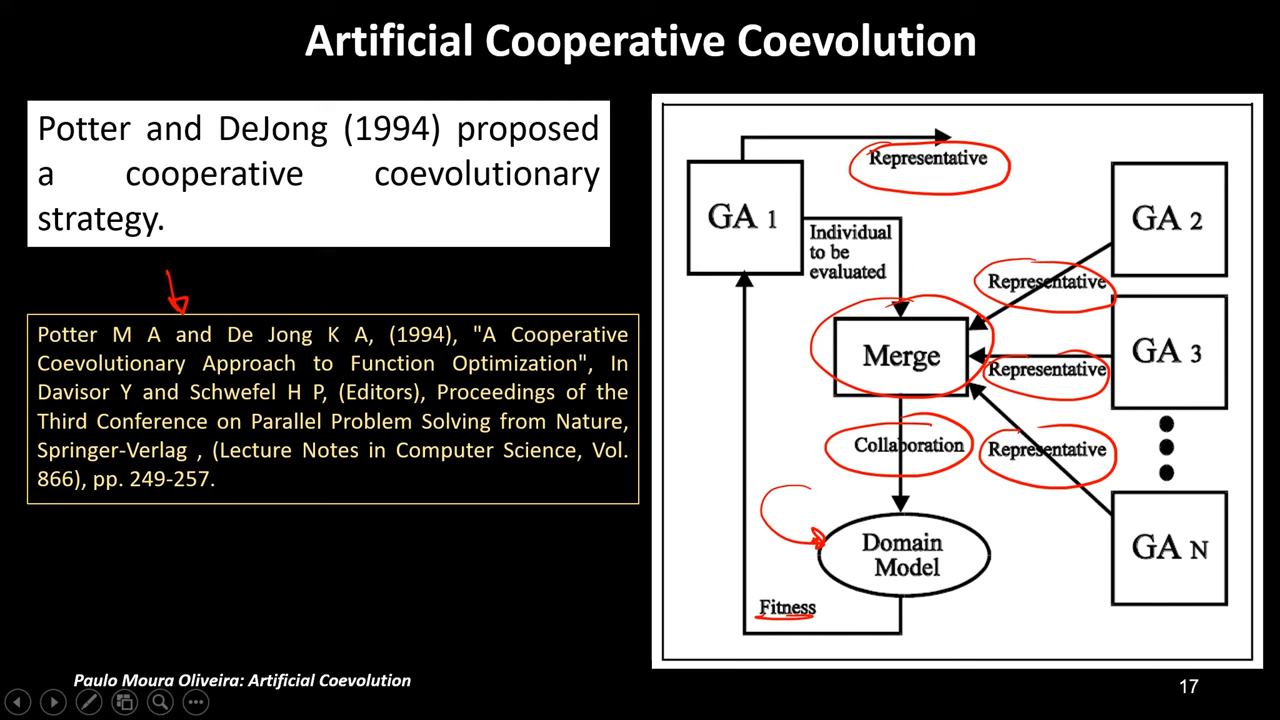 Artificial Cooperative Coevolution
Potter and DeJong (1994) proposed
a cooperative coevolutionary
strategy.
Potter M A and De Jong K A, (1994), "A Cooperative
Coevolutionary Approach to Function Optimization", In
Davisor Y and Schwefel H P, (Editors), Proceedings of the
Third Conference on Parallel Problem Solving from Nature,
Springer-Verlag , (Lecture Notes in Computer Science, Vol.
866), pp. 249-257.
Representative
GA 1
Individual
to be
evaluated
GA 2
Representative
Merge
GA 3
Representative
Collaboration
Representative
Domain
Model
GA N
Fitness
Paulo Moura Oliveira: Artificial Coevolution
17